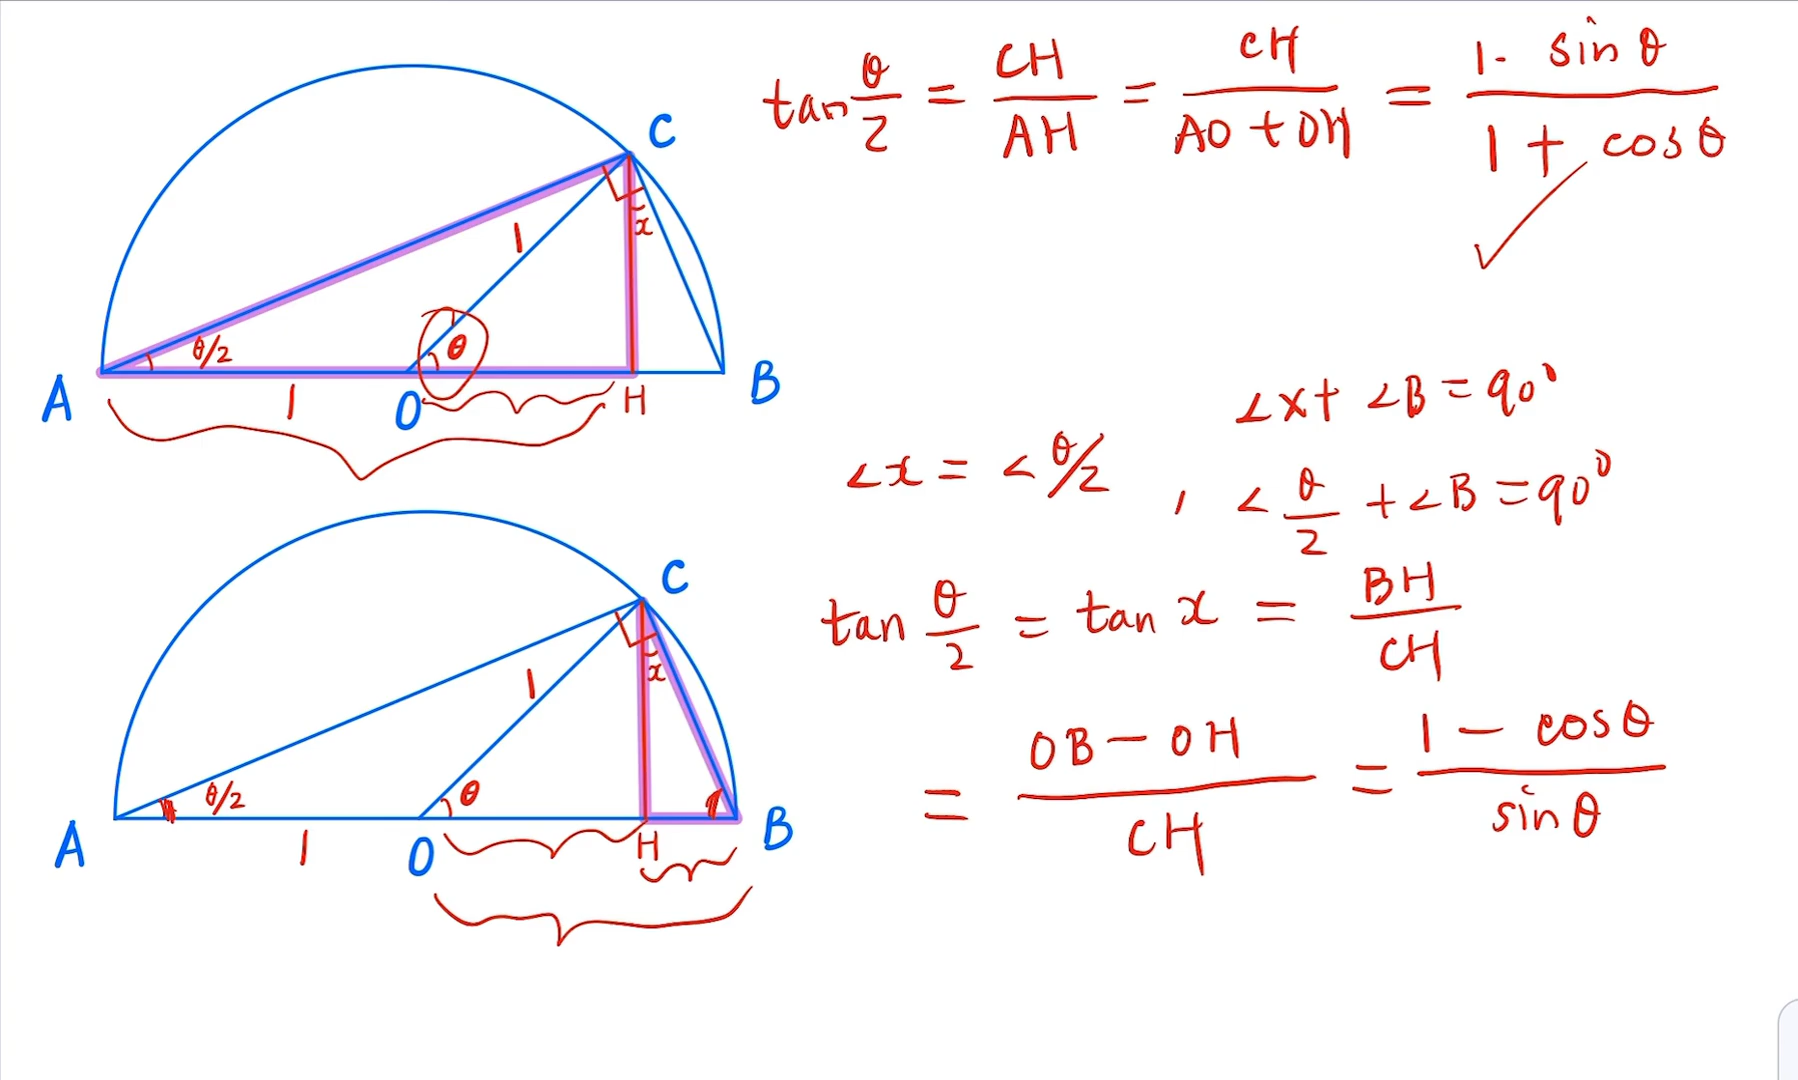 tan θ/2 = CH/AH = CH/AO + OH = 1. sin θ/1 + cos θ
C
1
x
θ/2
θ
A
1
O
H
B
∠x + ∠B = 90°
∠x = ∠θ/2 , ∠θ/2 + ∠B = 90°
tan θ/2 = tan x = BH/CH
= OB - OH/CH = 1 - cos θ/sin θ
C
1
x
θ/2
θ
A
1
O
H
B